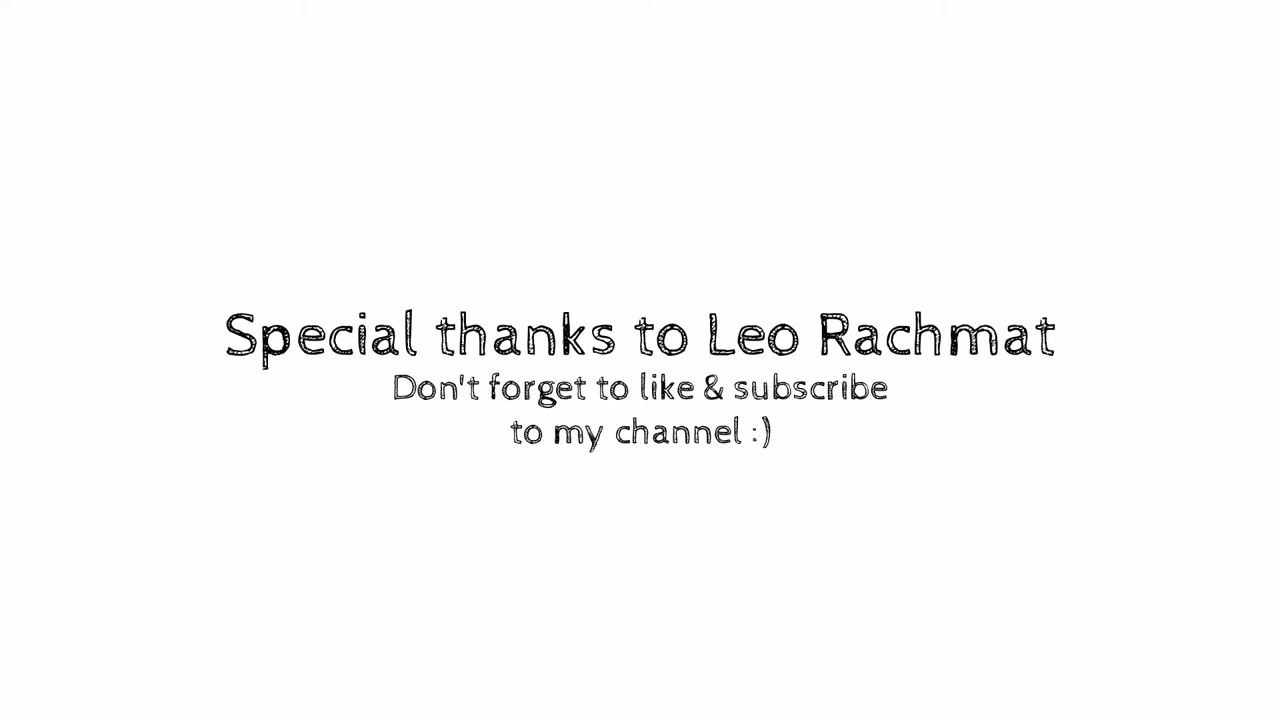 Special thanks to Leo Rachmat
Don't forget to like & subscribe
to my channel :)